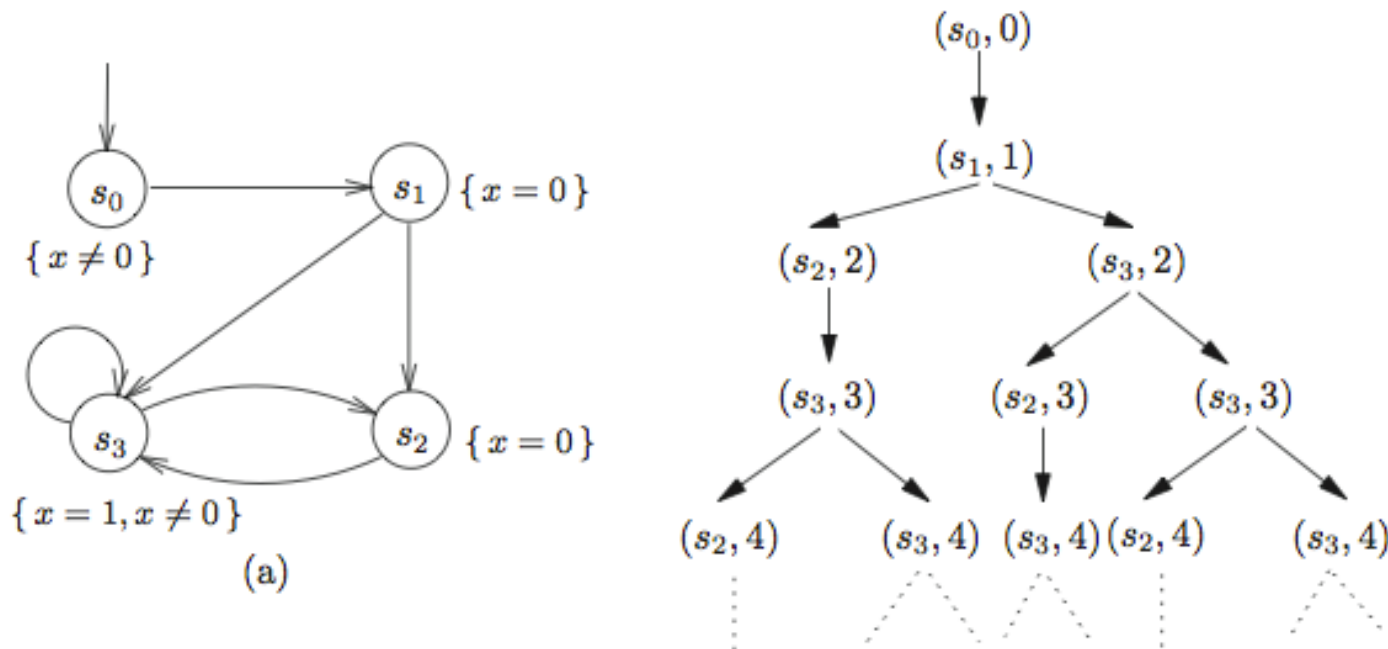 s₀
{ x ≠ 0 }
s₁
{ x = 0 }
s₃
{ x = 1, x ≠ 0 }
s₂
{ x = 0 }
(a)
(s₀, 0)
(s₁, 1)
(s₂, 2) (s₃, 2)
(s₃, 3) (s₂, 3) (s₃, 3)
(s₂, 4) (s₃, 4) (s₃, 4) (s₂, 4) (s₃, 4)